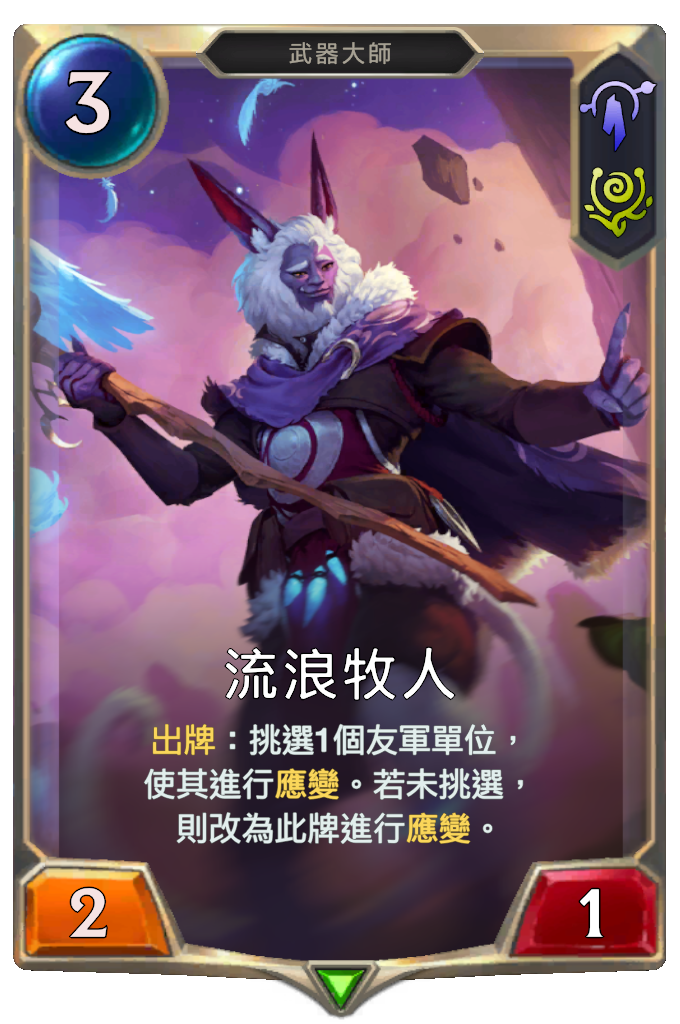 武器大師
3
流浪牧人
出牌：挑選1個友軍單位，
使其進行應變。若未挑選，
則改為此牌進行應變。
2
1